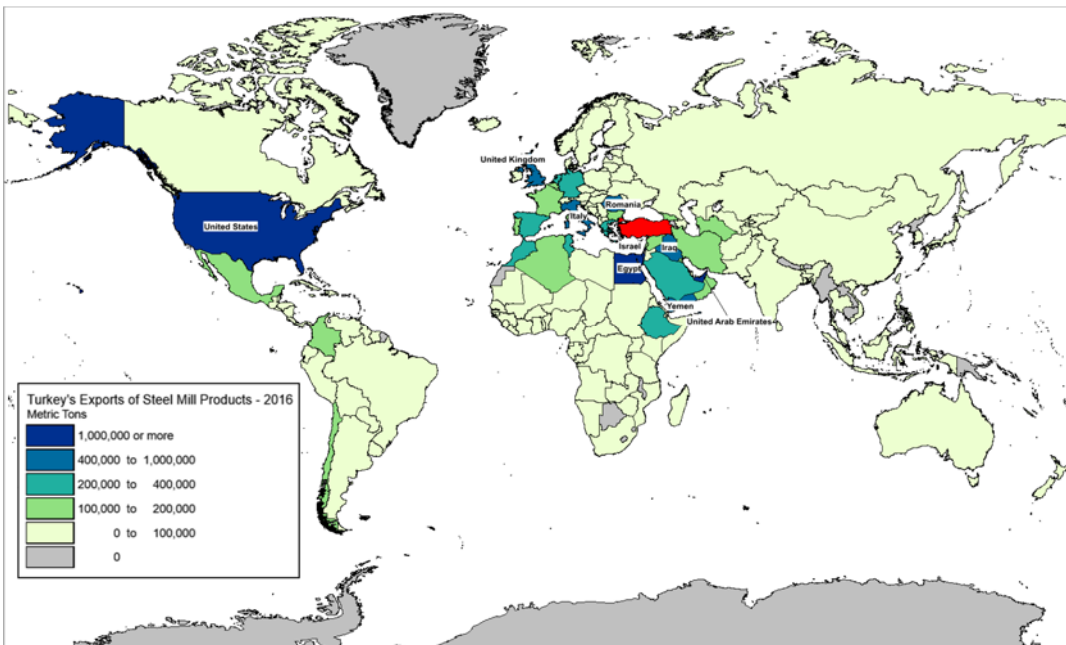 United Kingdom
Romania
Italy
United States
Israel
Iraq
Egypt
Yemen
United Arab Emirates
Turkey's Exports of Steel Mill Products - 2016
Metric Tons
1,000,000 or more
400,000 to 1,000,000
200,000 to 400,000
100,000 to 200,000
0 to 100,000
0